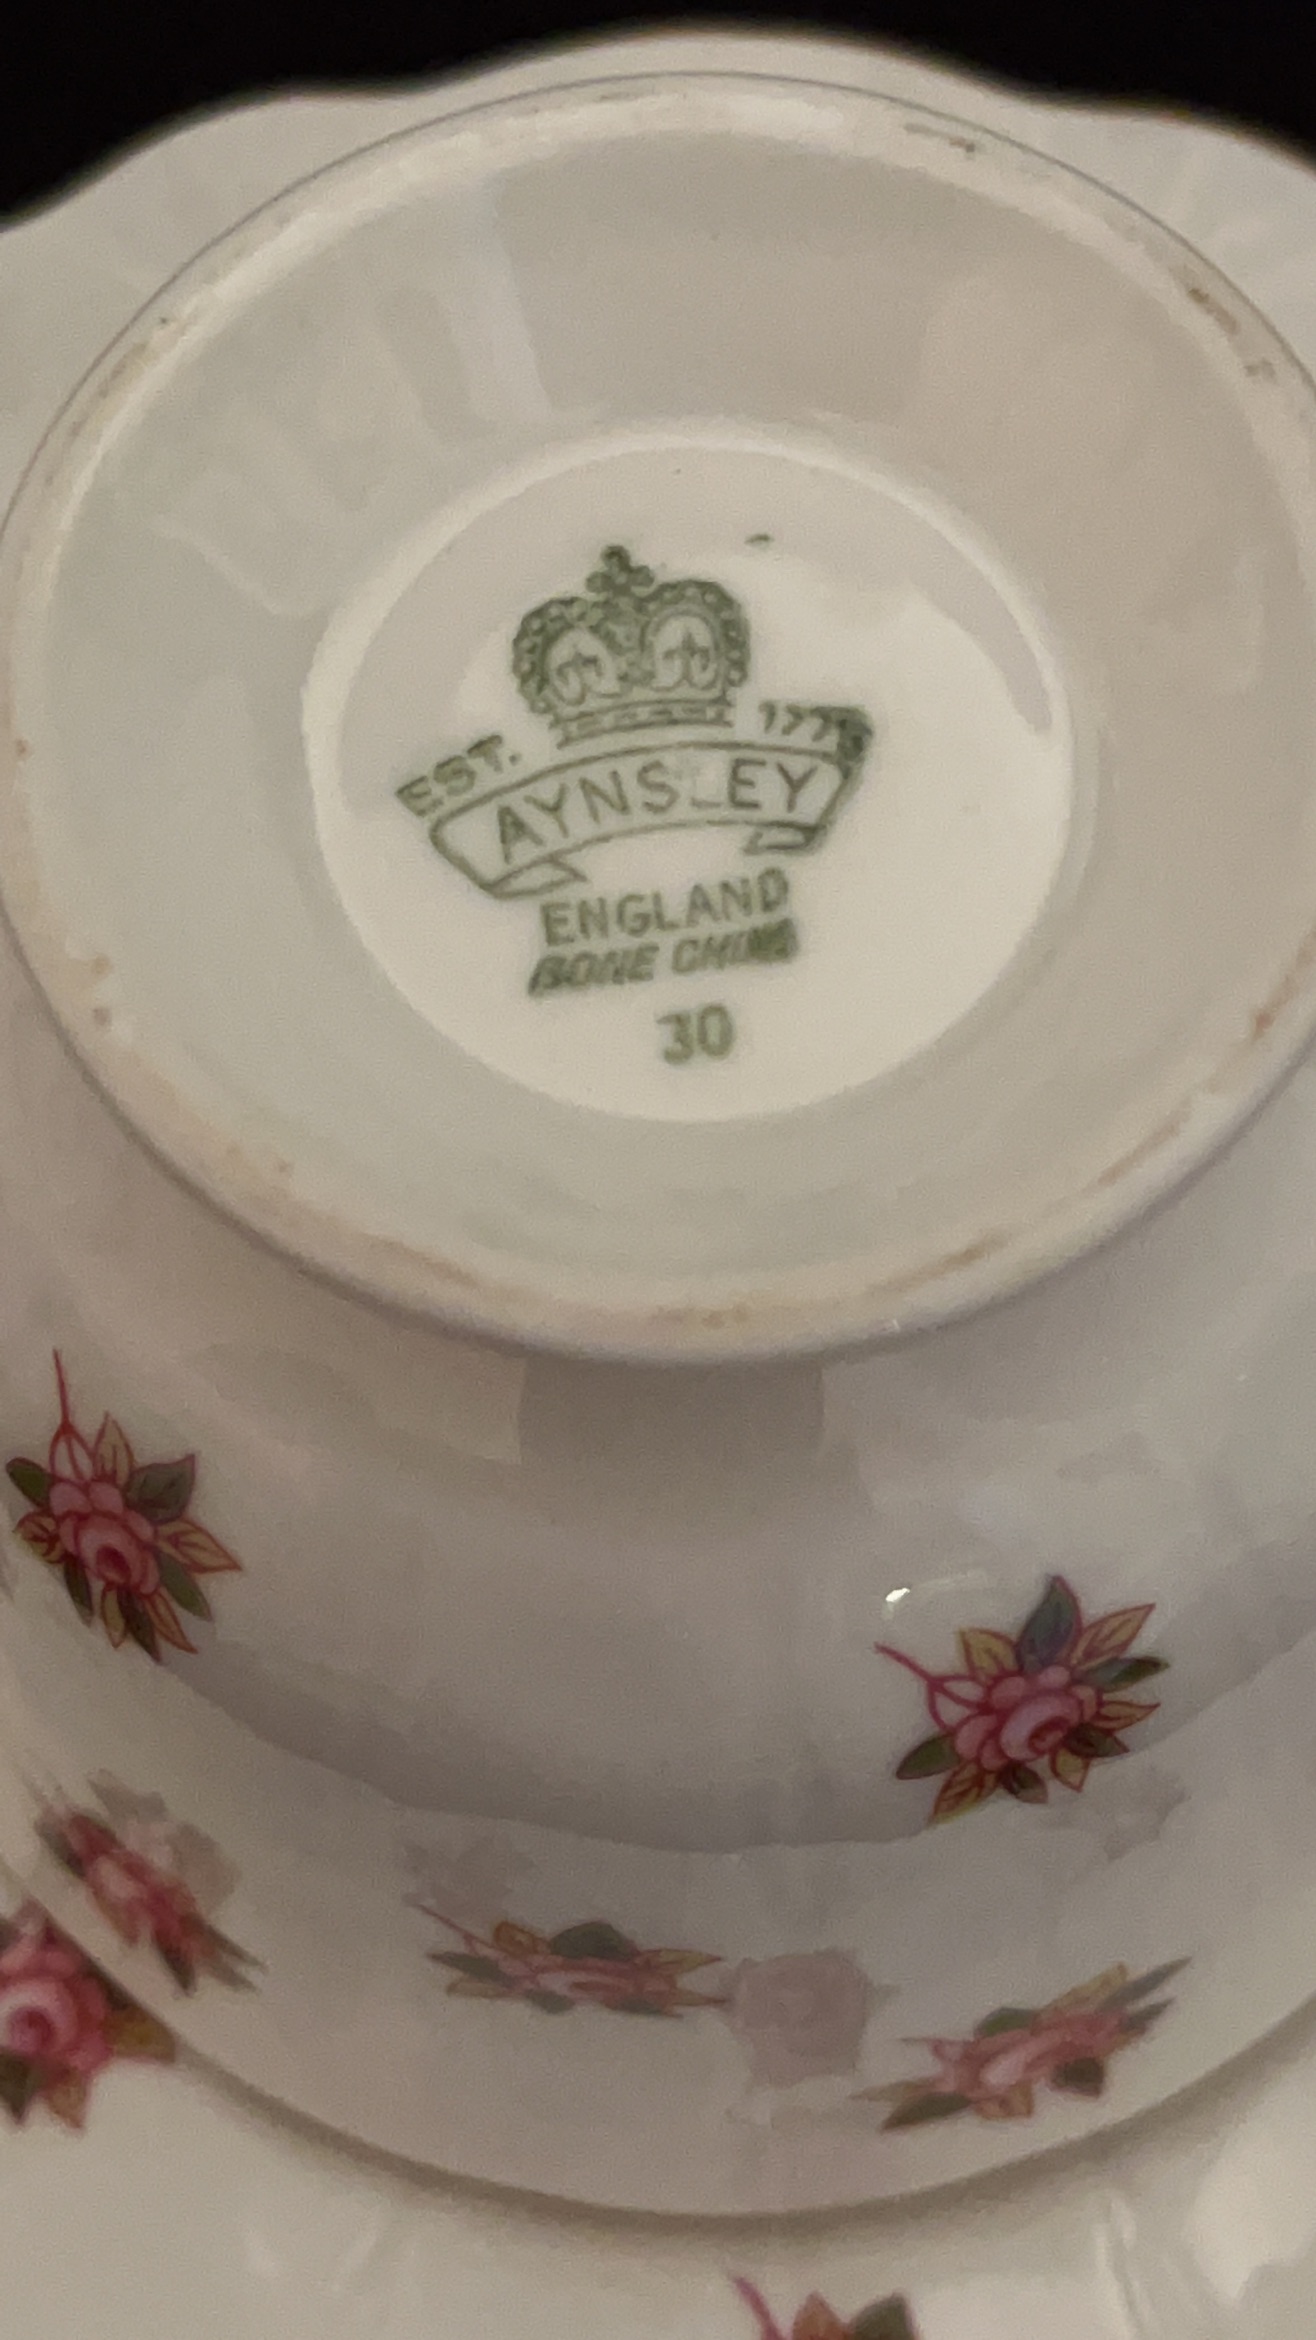 EST. 1775
AYNSLEY
ENGLAND
BONE CHINA
30